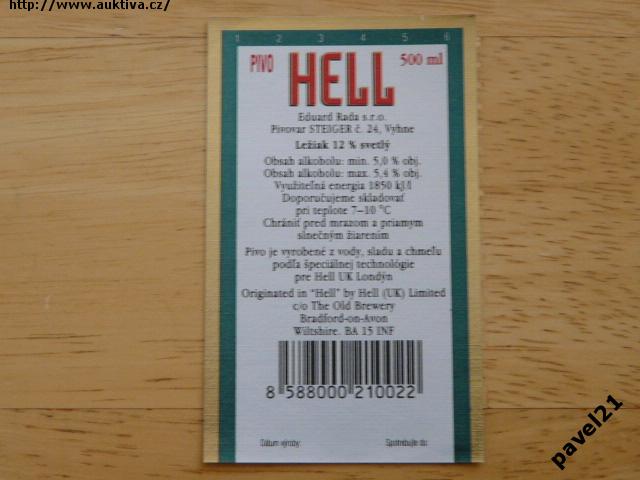 http://www.auktiva.cz/
1 2 3 4 5 6
PIVO HELL 500 ml
Eduard Rada s.r.o.
Pivovar STEIGER č. 24, Vyhne
Ležiak 12 % svetlý
Obsah alkoholu: min. 5,0 % obj.
Obsah alkoholu: max. 5,4 % obj.
Využiteľná energia 1850 kJ/l
Doporučujeme skladovať
pri teplote 7–10 °C
Chrániť pred mrazom a priamym
slnečným žiarením
Pivo je vyrobené z vody, sladu a chmeľu
podľa špeciálnej technológie
pre Hell UK Londýn
Originated in "Hell" by Hell (UK) Limited
c/o The Old Brewery
Bradford-on-Avon
Wiltshire. BA 15 INF
8 588000 210022
Dátum výroby: Spotrebujte do:
pavel21